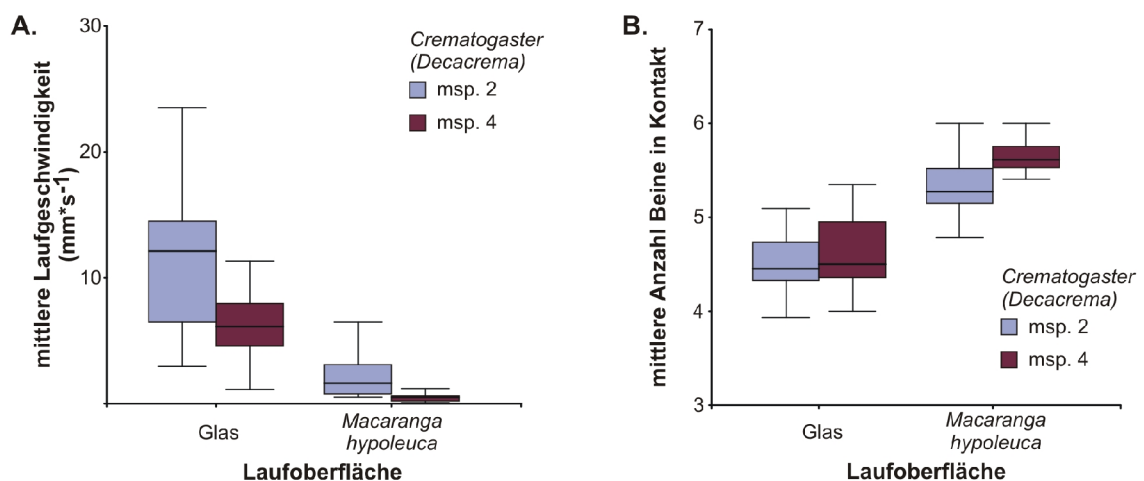 A.
mittlere Laufgeschwindigkeit
(mm*s-1)
30
20
10
Crematogaster
(Decacrema)
msp. 2
msp. 4
Glas
Macaranga
hypoleuca
Laufoberfläche
B.
mittlere Anzahl Beine in Kontakt
7
6
5
4
3
Crematogaster
(Decacrema)
msp. 2
msp. 4
Glas
Macaranga
hypoleuca
Laufoberfläche